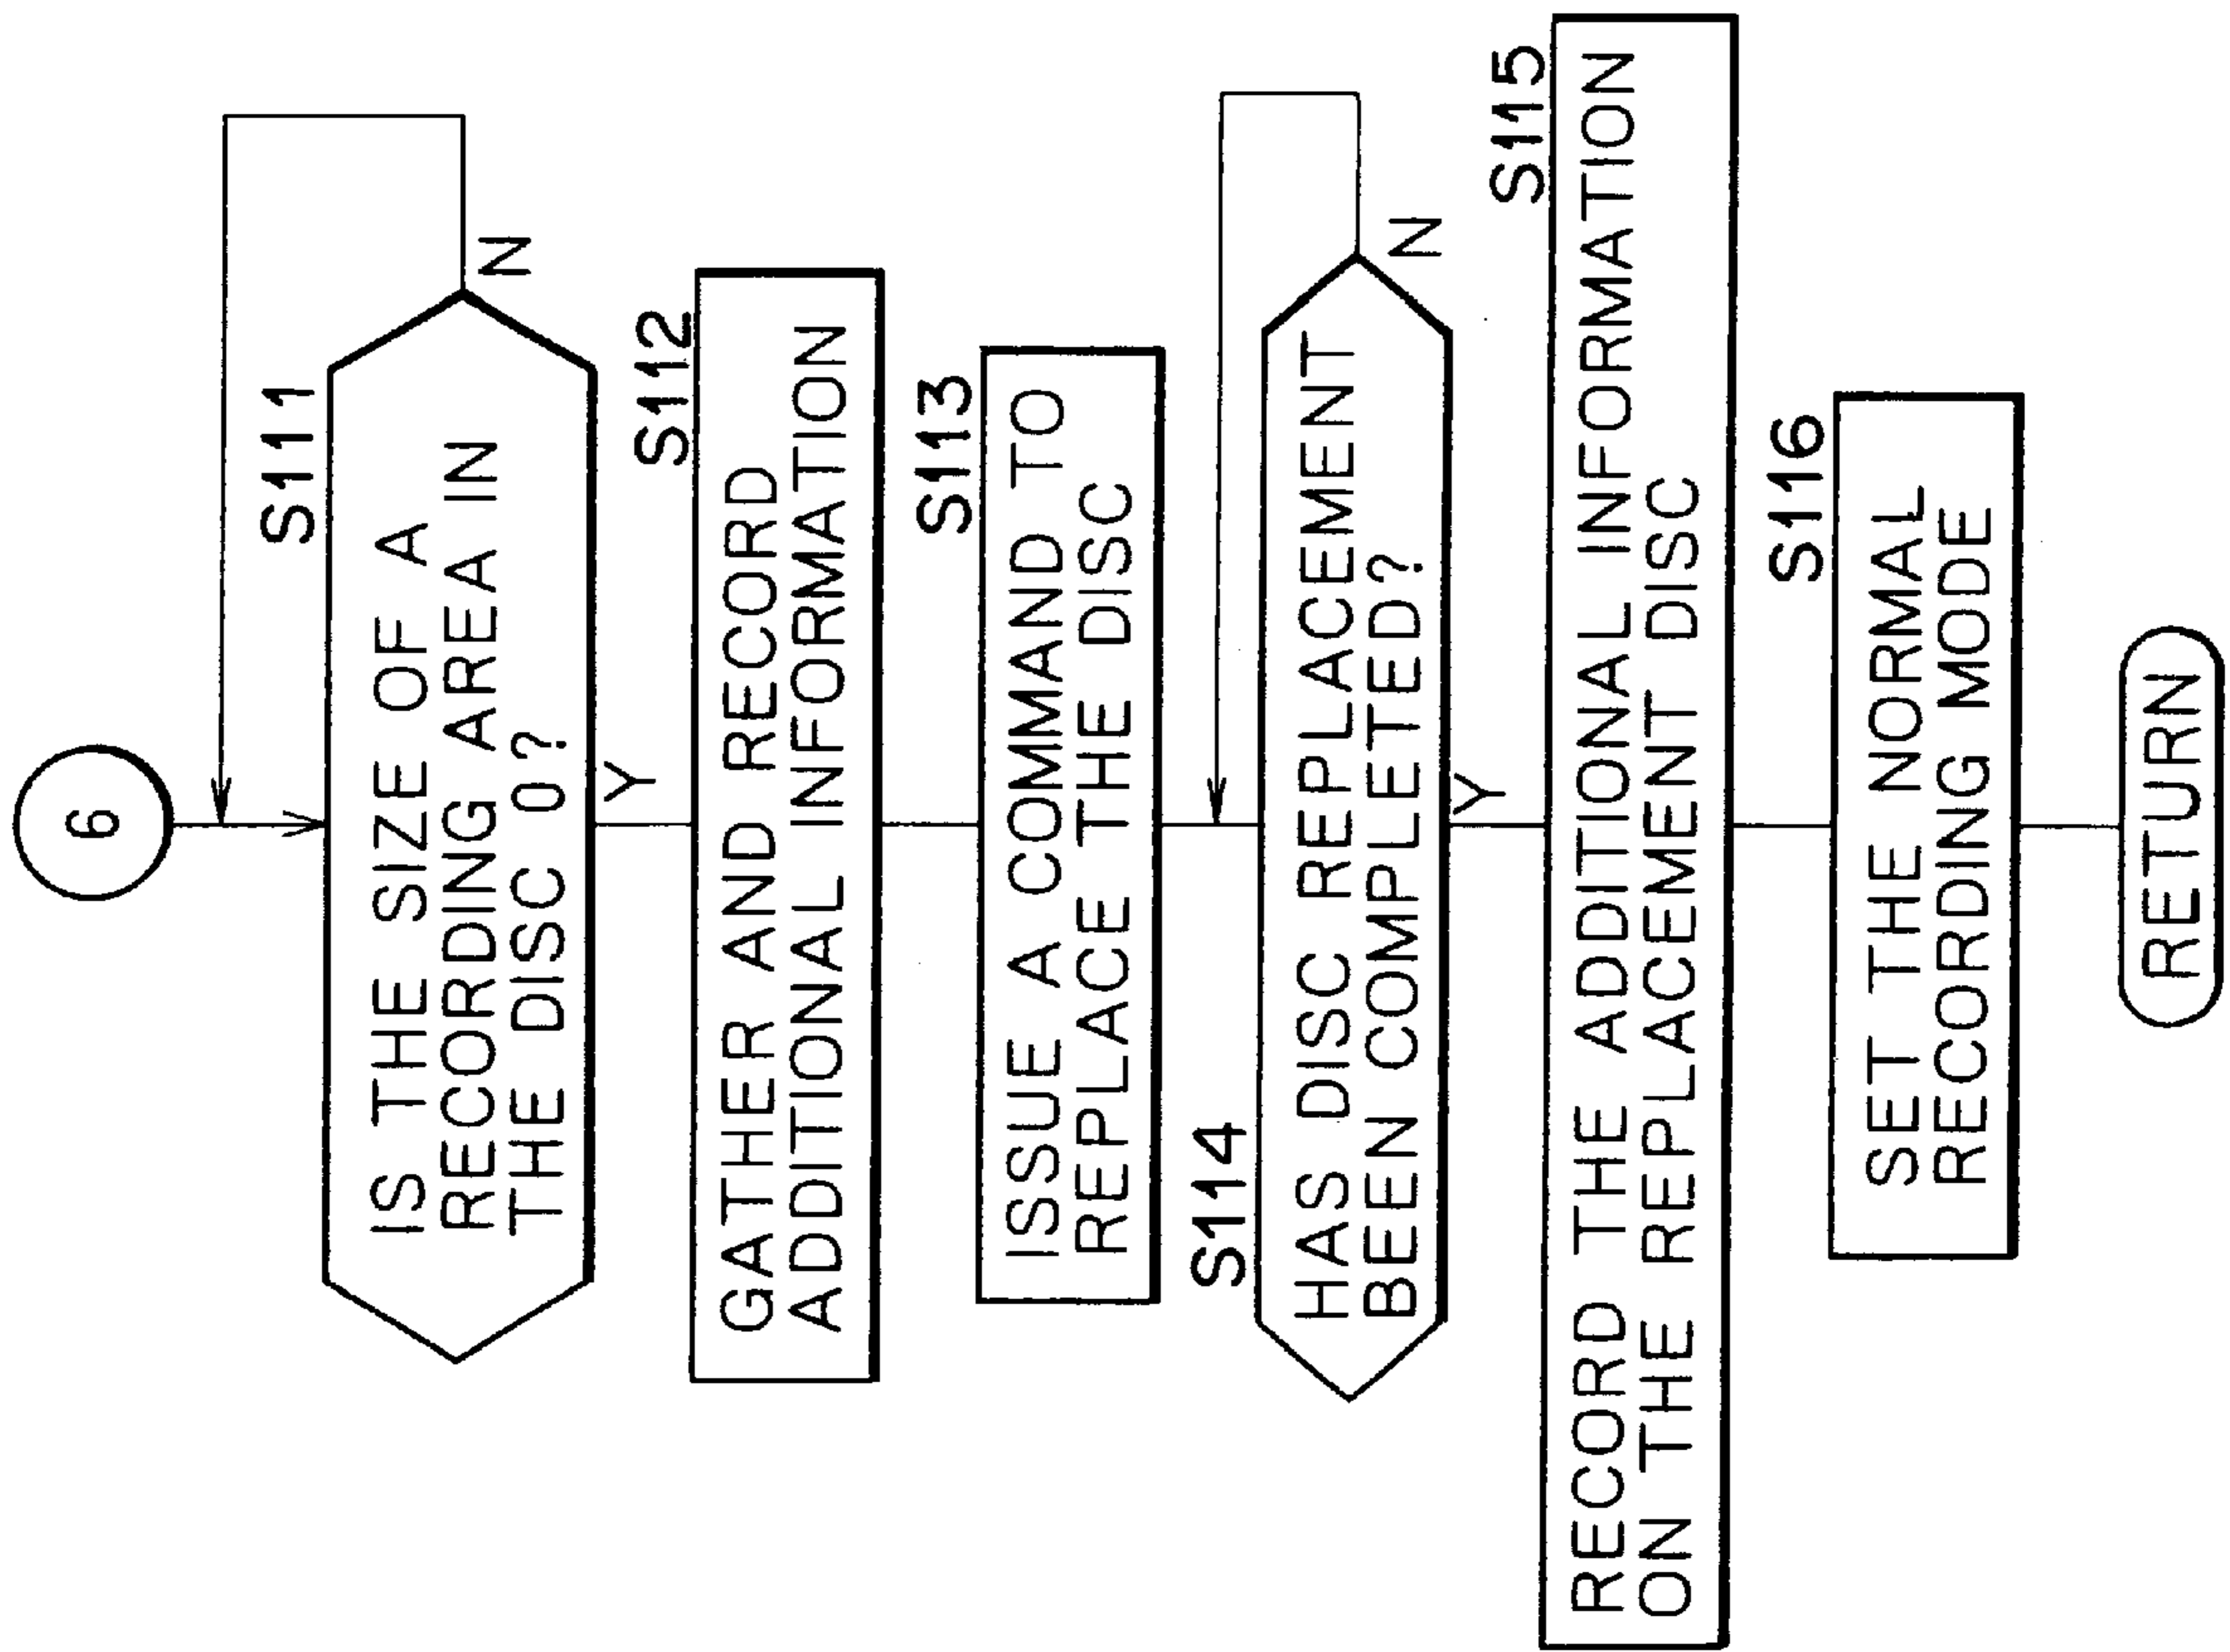 6
S111
IS THE SIZE OF A
RECORDING AREA IN
THE DISC 0?
N
Y
S112
GATHER AND RECORD
ADDITIONAL INFORMATION
S113
ISSUE A COMMAND TO
REPLACE THE DISC
S114
HAS DISC REPLACEMENT
BEEN COMPLETED?
N
Y
S115
RECORD THE ADDITIONAL INFORMATION
ON THE REPLACEMENT DISC
S116
SET THE NORMAL
RECORDING MODE
RETURN